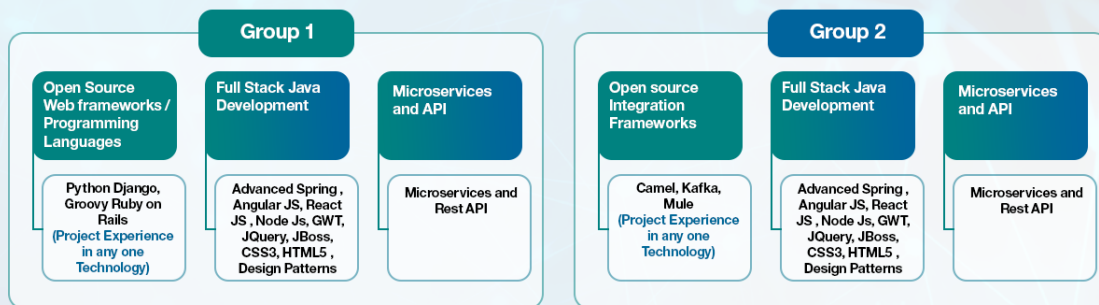 Group 1
Open Source
Web frameworks /
Programming
Languages
Python Django,
Groovy Ruby on
Rails
(Project Experience
in any one
Technology)
Full Stack Java
Development
Advanced Spring ,
Angular JS, React
JS , Node Js, GWT,
JQuery, JBoss,
CSS3, HTML5 ,
Design Patterns
Microservices
and API
Microservices and
Rest API
Group 2
Open source
Integration
Frameworks
Camel, Kafka,
Mule
(Project Experience
in any one
Technology)
Full Stack Java
Development
Advanced Spring ,
Angular JS, React
JS , Node Js, GWT,
JQuery, JBoss,
CSS3, HTML5 ,
Design Patterns
Microservices
and API
Microservices and
Rest API